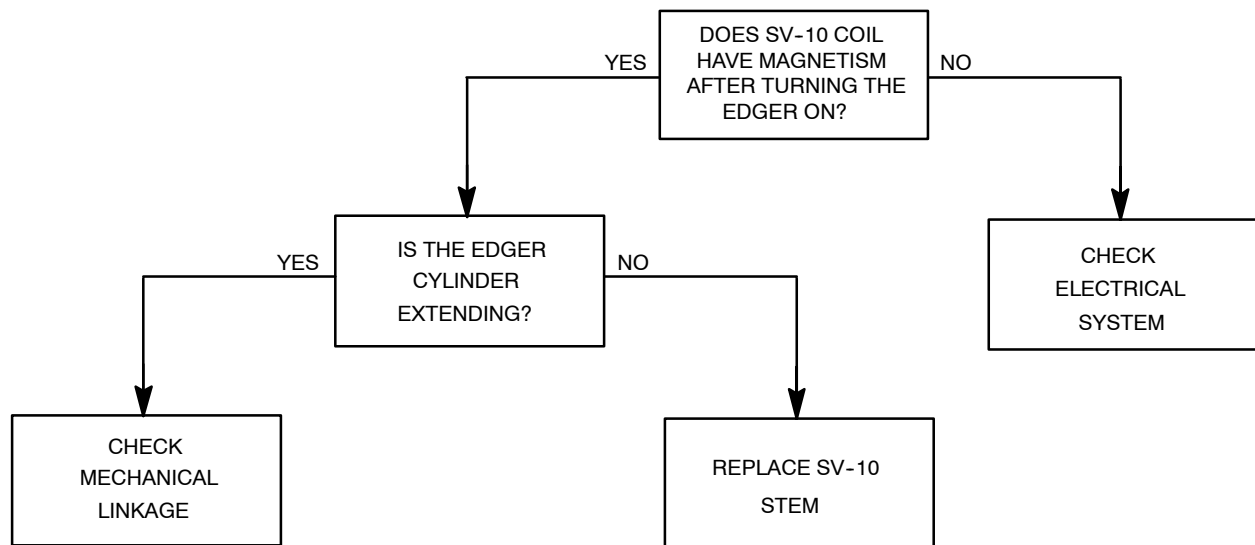 DOES SV-10 COIL
HAVE MAGNETISM
AFTER TURNING THE
EDGER ON?
YES
NO
IS THE EDGER
CYLINDER
EXTENDING?
YES
NO
CHECK
ELECTRICAL
SYSTEM
CHECK
MECHANICAL
LINKAGE
REPLACE SV-10
STEM